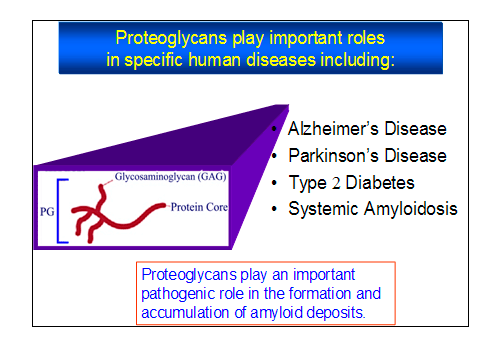 Proteoglycans play important roles
in specific human diseases including:
• Alzheimer's Disease
• Parkinson's Disease
• Type 2 Diabetes
• Systemic Amyloidosis
Glycosaminoglycan (GAG)
PG
Protein Core
Proteoglycans play an important
pathogenic role in the formation and
accumulation of amyloid deposits.